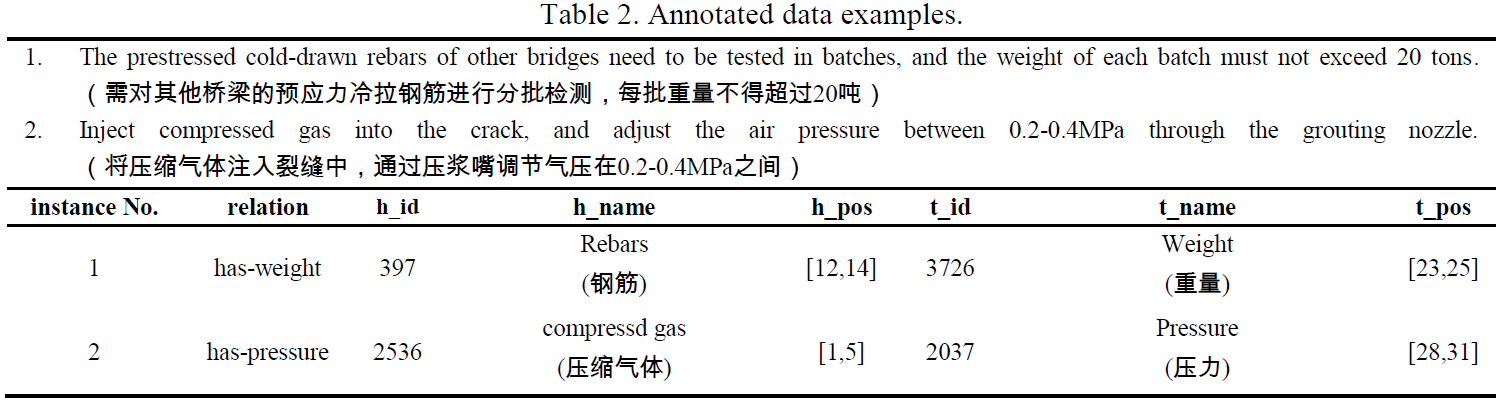 Table 2. Annotated data examples.
1. The prestressed cold-drawn rebars of other bridges need to be tested in batches, and the weight of each batch must not exceed 20 tons.
（需对其他桥梁的预应力冷拉钢筋进行分批检测，每批重量不得超过20吨）
2. Inject compressed gas into the crack, and adjust the air pressure between 0.2-0.4MPa through the grouting nozzle.
（将压缩气体注入裂缝中，通过压浆嘴调节气压在0.2-0.4MPa之间）
instance No. relation h_id h_name h_pos t_id t_name t_pos
Rebars Weight
1 has-weight 397 [12,14] 3726 [23,25]
(钢筋) (重量)
compressd gas Pressure
2 has-pressure 2536 [1,5] 2037 [28,31]
(压缩气体) (压力)